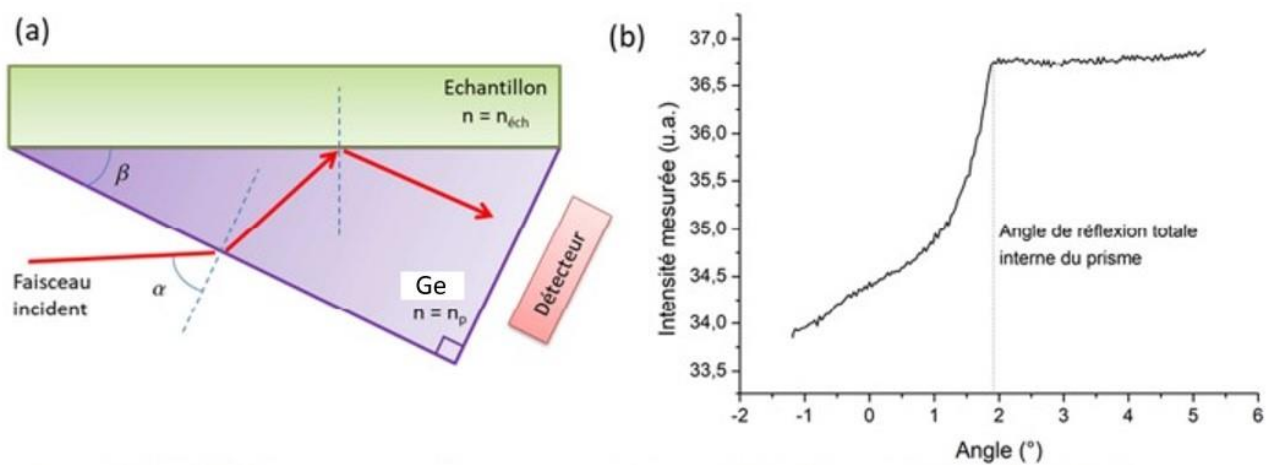 (a)
Echantillon
n = néch
β
Faisceau
incident
α
Ge
n = np
Détecteur
(b)
Intensité mesurée (u.a.)
37,0
36,5
36,0
35,5
35,0
34,5
34,0
33,5
Angle de réflexion totale
interne du prisme
-2 -1 0 1 2 3 4 5 6
Angle (°)